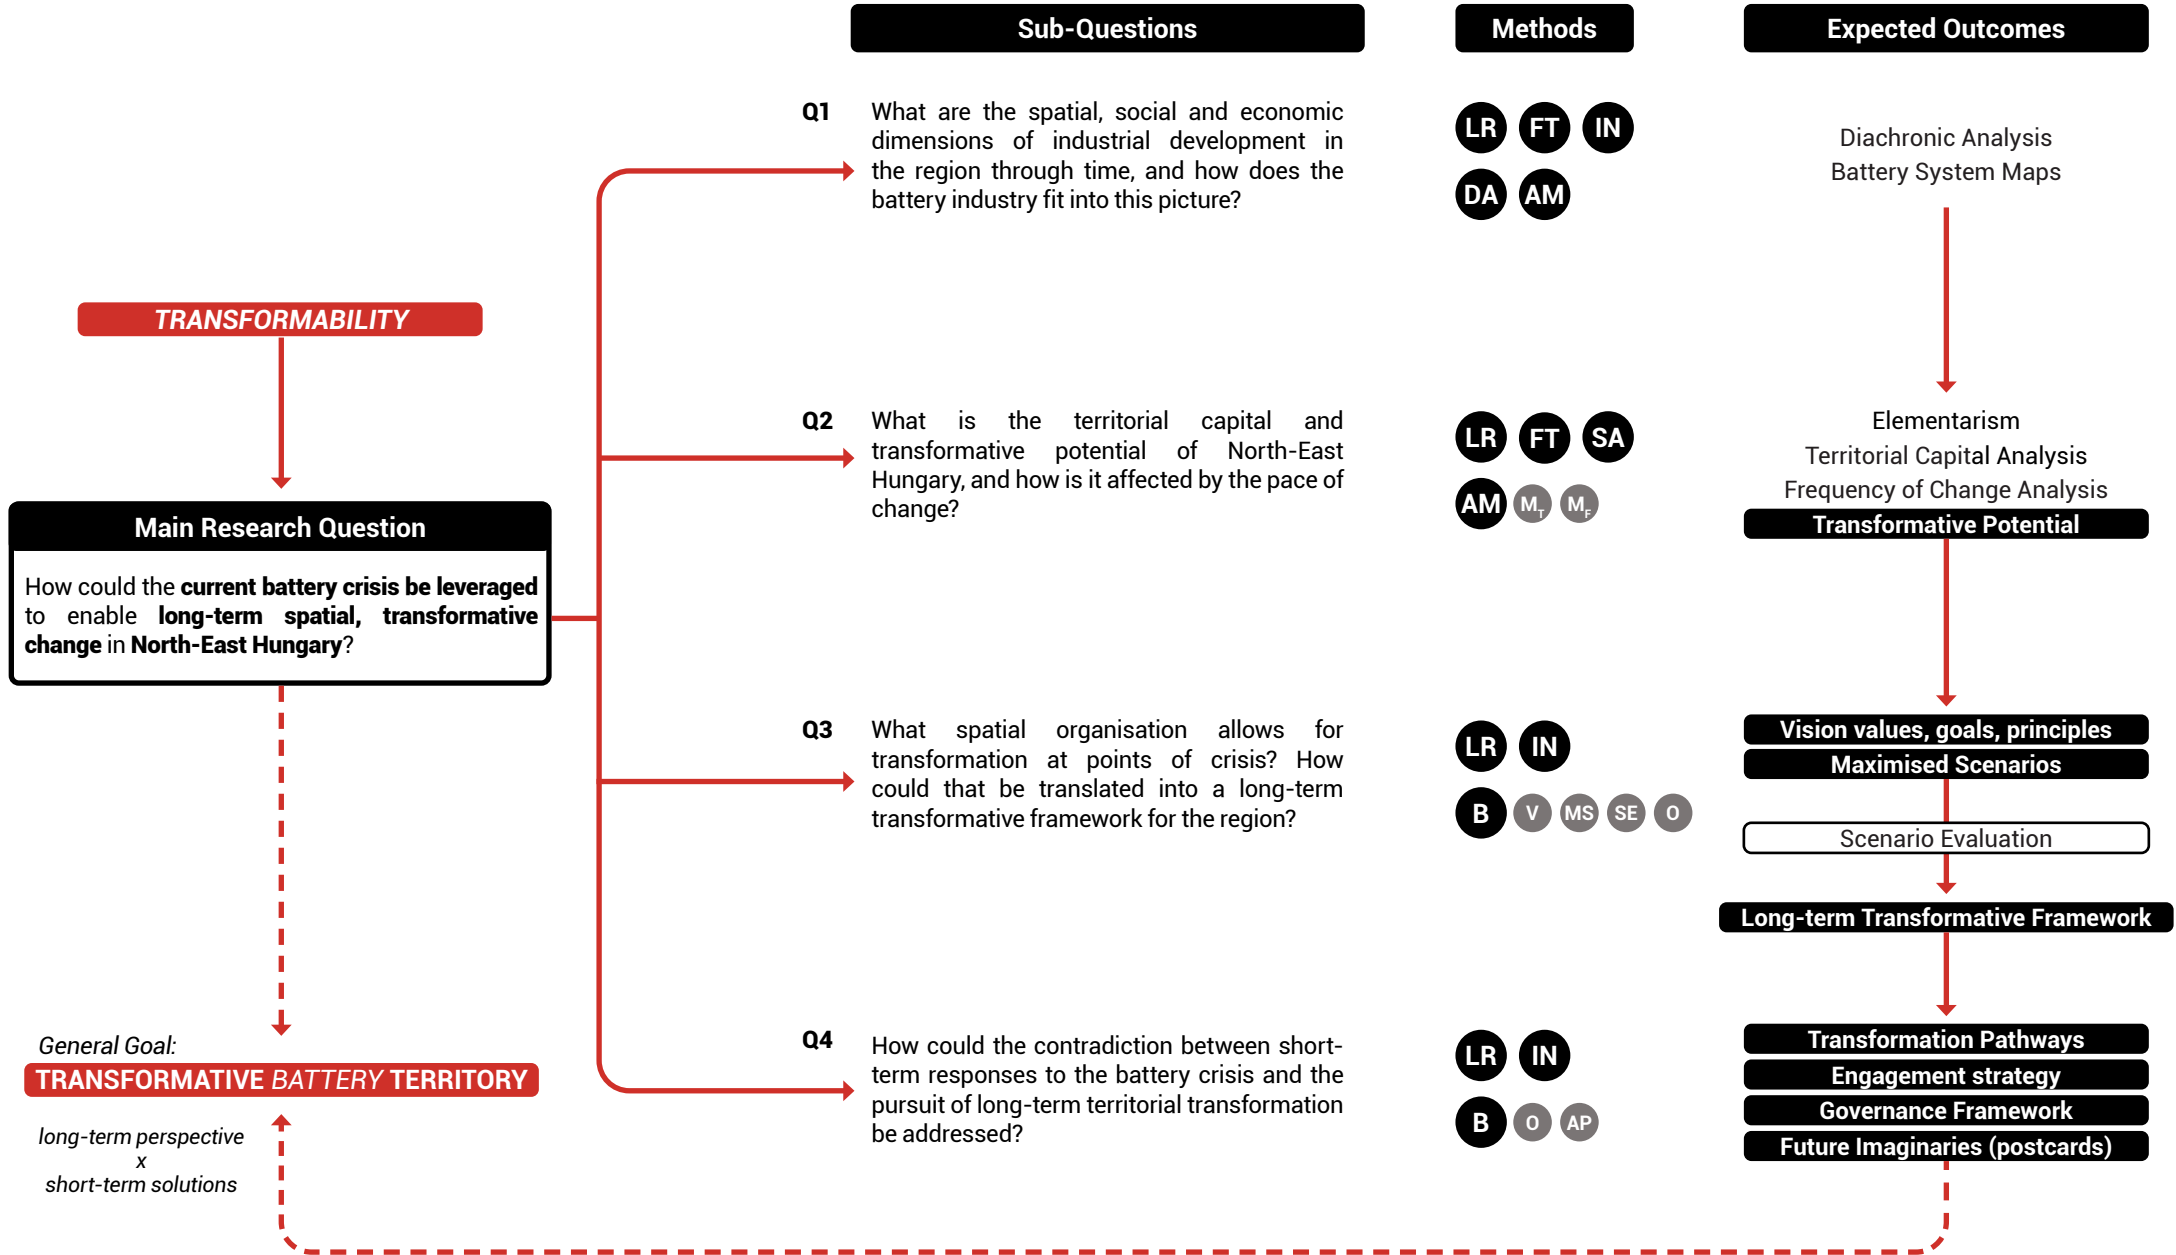 Sub-Questions
Methods
Expected Outcomes
TRANSFORMABILITY
Main Research Question
How could the current battery crisis be leveraged
to enable long-term spatial, transformative
change in North-East Hungary?
General Goal:
TRANSFORMATIVE BATTERY TERRITORY
long-term perspective
x
short-term solutions
Q1
What are the spatial, social and economic
dimensions of industrial development in
the region through time, and how does the
battery industry fit into this picture?
LR FT IN
DA AM
Diachronic Analysis
Battery System Maps
Q2
What is the territorial capital and
transformative potential of North-East
Hungary, and how is it affected by the pace of
change?
LR FT SA
AM MT MF
Elementarism
Territorial Capital Analysis
Frequency of Change Analysis
Transformative Potential
Q3
What spatial organisation allows for
transformation at points of crisis? How
could that be translated into a long-term
transformative framework for the region?
LR IN
B V MS SE O
Vision values, goals, principles
Maximised Scenarios
Scenario Evaluation
Long-term Transformative Framework
Q4
How could the contradiction between short-
term responses to the battery crisis and the
pursuit of long-term territorial transformation
be addressed?
LR IN
B O AP
Transformation Pathways
Engagement strategy
Governance Framework
Future Imaginaries (postcards)